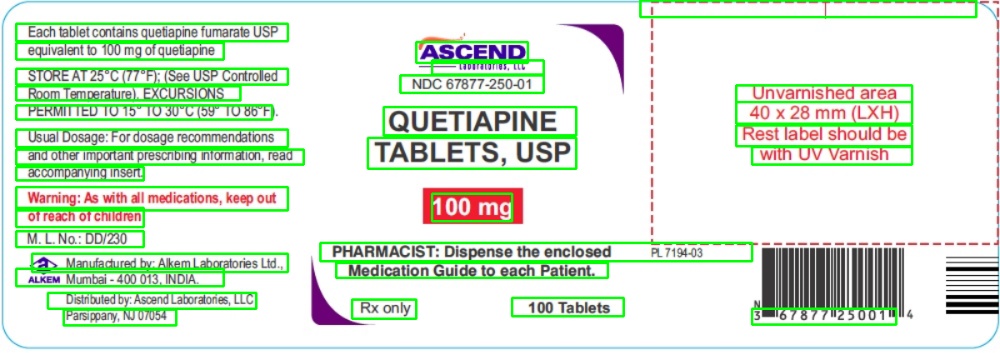 Each tablet contains quetiapine fumarate USP
equivalent to 100 mg of quetiapine
STORE AT 25°C (77°F); (See USP Controlled
Room Temperature). EXCURSIONS
PERMITTED TO 15° TO 30°C (59° TO 86°F).
Usual Dosage: For dosage recommendations
and other important prescribing information, read
accompanying insert.
Warning: As with all medications, keep out
of reach of children
M. L. No.: DD/230
ALKEM
Manufactured by: Alkem Laboratories Ltd.,
Mumbai - 400 013, INDIA.
Distributed by: Ascend Laboratories, LLC
Parsippany, NJ 07054
ASCEND
Laboratories, LLC
NDC 67877-250-01
QUETIAPINE
TABLETS, USP
100 mg
PHARMACIST: Dispense the enclosed
Medication Guide to each Patient.
Rx only
100 Tablets
Unvarnished area
40 x 28 mm (LXH)
Rest label should be
with UV Varnish
PL 7194-03
N
3 67877 25001 4